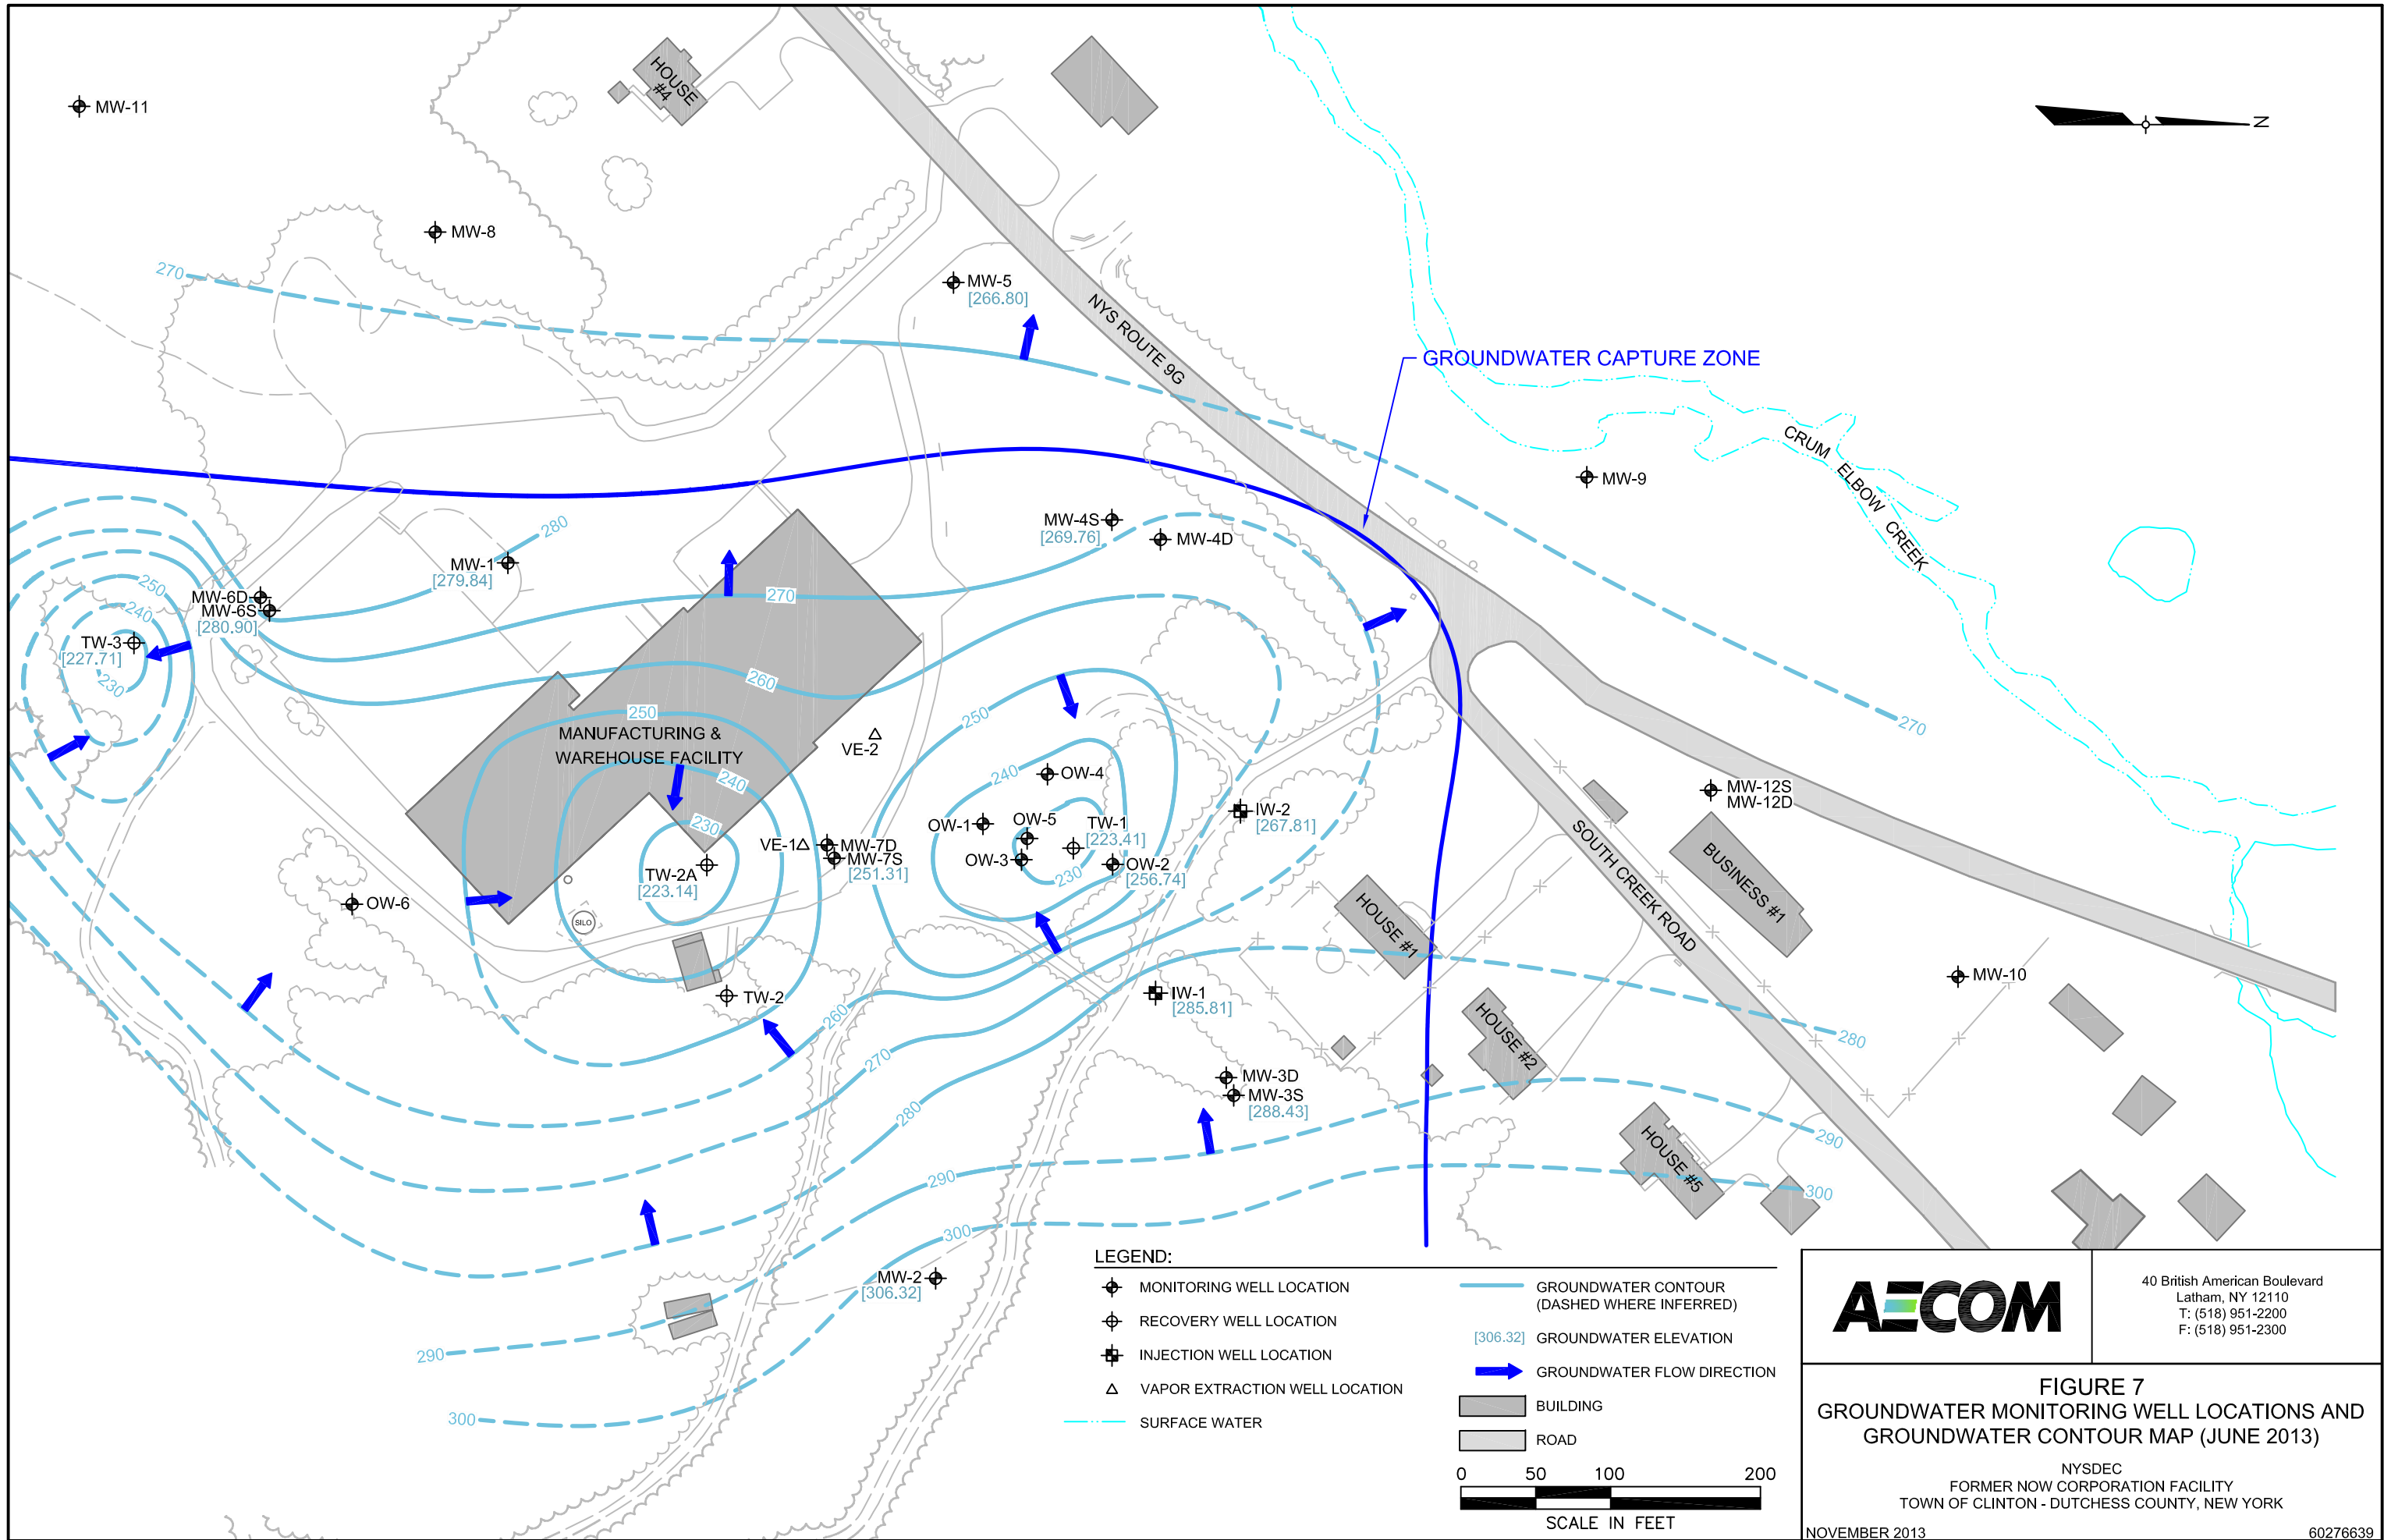 HOUSE
#4
MW-11
N
MW-8
270
MW-5
[266.80]
NYS ROUTE 9G
GROUNDWATER CAPTURE ZONE
CRUM ELBOW CREEK
MW-9
MW-4S
[269.76]
MW-4D
280
MW-1
[279.84]
250
240
MW-6D
MW-6S
[280.90]
TW-3
[227.71]
230
270
260
250
MANUFACTURING &
WAREHOUSE FACILITY
VE-2
250
240
240
230
270
OW-4
OW-1
OW-5
TW-1
[223.41]
OW-3
OW-2
[256.74]
230
IW-2
[267.81]
VE-1
MW-7D
MW-7S
[251.31]
TW-2A
[223.14]
MW-12S
MW-12D
BUSINESS #1
SOUTH CREEK ROAD
HOUSE #1
OW-6
SILO
TW-2
260
270
280
290
300
IW-1
[285.81]
MW-10
HOUSE #2
280
MW-3D
MW-3S
[288.43]
290
HOUSE #5
300
MW-2
[306.32]
290
300
LEGEND:
MONITORING WELL LOCATION
RECOVERY WELL LOCATION
INJECTION WELL LOCATION
VAPOR EXTRACTION WELL LOCATION
SURFACE WATER
GROUNDWATER CONTOUR
(DASHED WHERE INFERRED)
[306.32] GROUNDWATER ELEVATION
GROUNDWATER FLOW DIRECTION
BUILDING
ROAD
0 50 100 200
SCALE IN FEET
AECOM
40 British American Boulevard
Latham, NY 12110
T: (518) 951-2200
F: (518) 951-2300
FIGURE 7
GROUNDWATER MONITORING WELL LOCATIONS AND
GROUNDWATER CONTOUR MAP (JUNE 2013)
NYSDEC
FORMER NOW CORPORATION FACILITY
TOWN OF CLINTON - DUTCHESS COUNTY, NEW YORK
NOVEMBER 2013
60276639